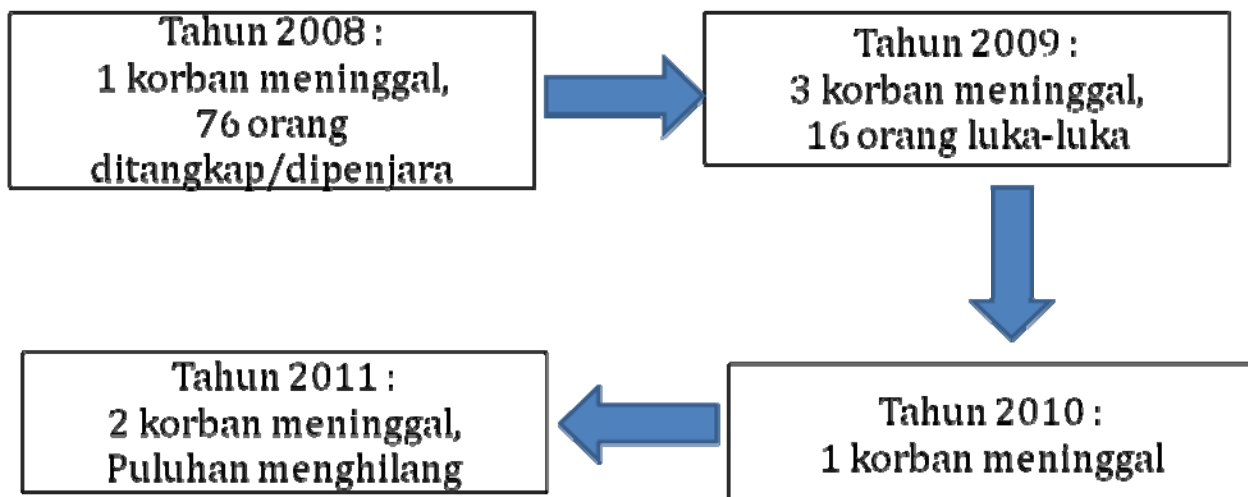 Tahun 2008 :
1 korban meninggal,
76 orang
ditangkap/dipenjara
Tahun 2009 :
3 korban meninggal,
16 orang luka-luka
Tahun 2010 :
1 korban meninggal
Tahun 2011 :
2 korban meninggal,
Puluhan menghilang